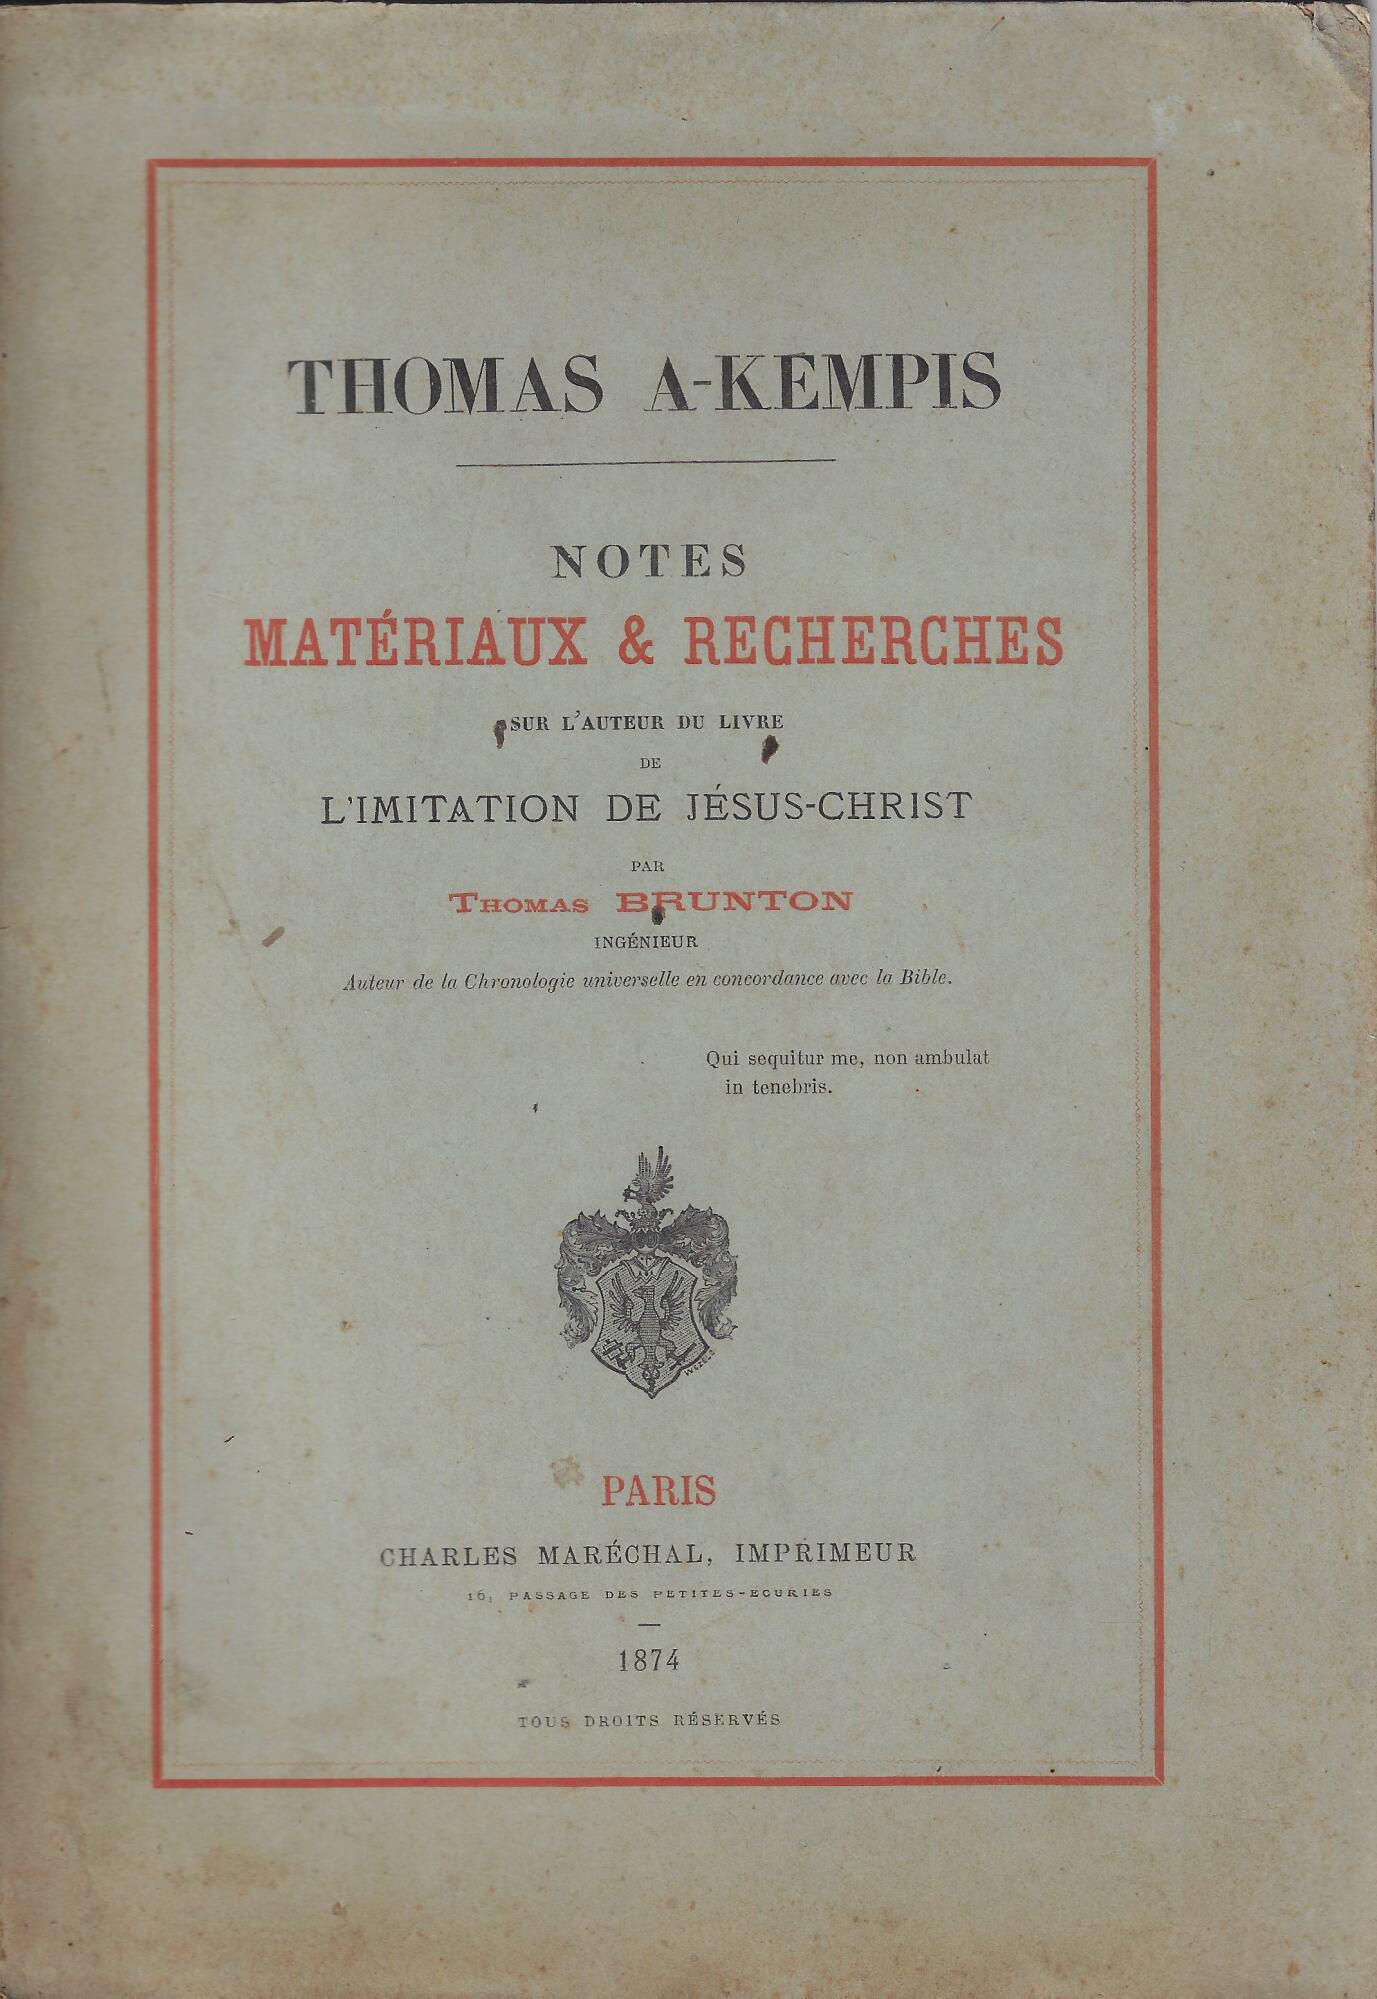 THOMAS A-KEMPIS
NOTES
MATÉRIAUX & RECHERCHES
SUR L'AUTEUR DU LIVRE
DE
L'IMITATION DE JÉSUS-CHRIST
PAR
THOMAS BRUNTON
INGÉNIEUR
Auteur de la Chronologie universelle en concordance avec la Bible.
Qui sequitur me, non ambulat
in tenebris.
PARIS
CHARLES MARÉCHAL, IMPRIMEUR
16, PASSAGE DES PETITES-ECURIES
1874
TOUS DROITS RÉSERVÉS